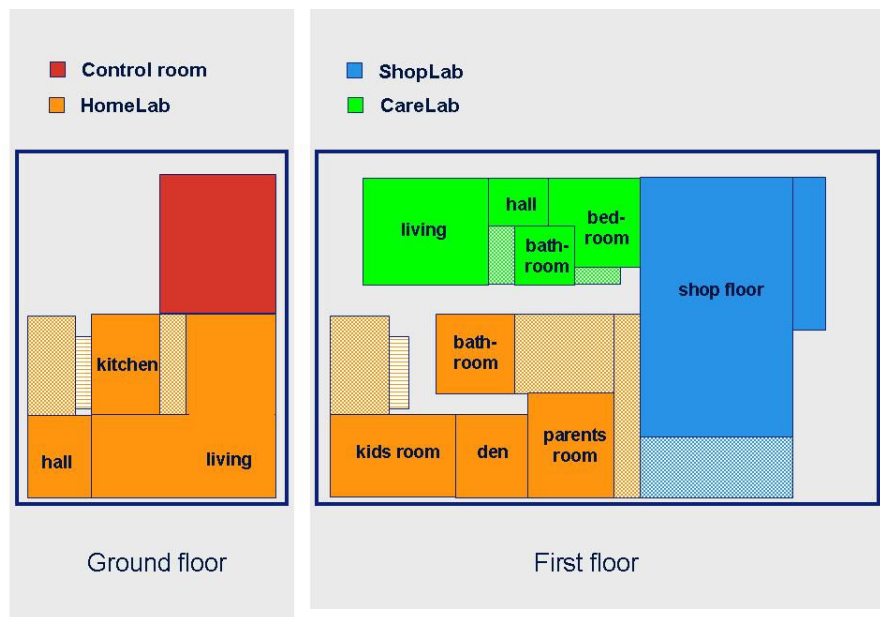 Control room
HomeLab
kitchen
hall
living
Ground floor
ShopLab
CareLab
living
hall
bed-
room
bath-
room
shop floor
bath-
room
kids room
den
parents
room
First floor